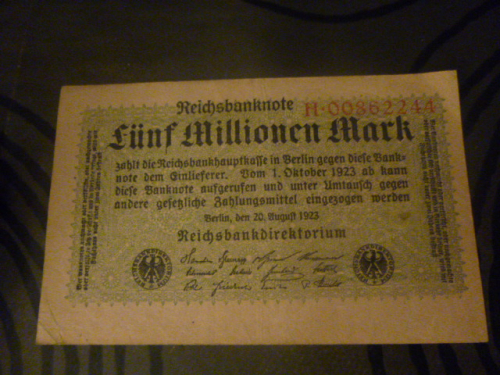 Reichsbanknote H·00862244
Fünf Millionen Mark
zahlt die Reichsbankhauptkasse in Berlin gegen diese Bank-
note dem Einlieferer. Vom 1. Oktober 1923 ab kann
diese Banknote aufgerufen und unter Umtausch gegen
andere gesetzliche Zahlungsmittel eingezogen werden
Berlin, den 20. August 1923
Reichsbankdirektorium